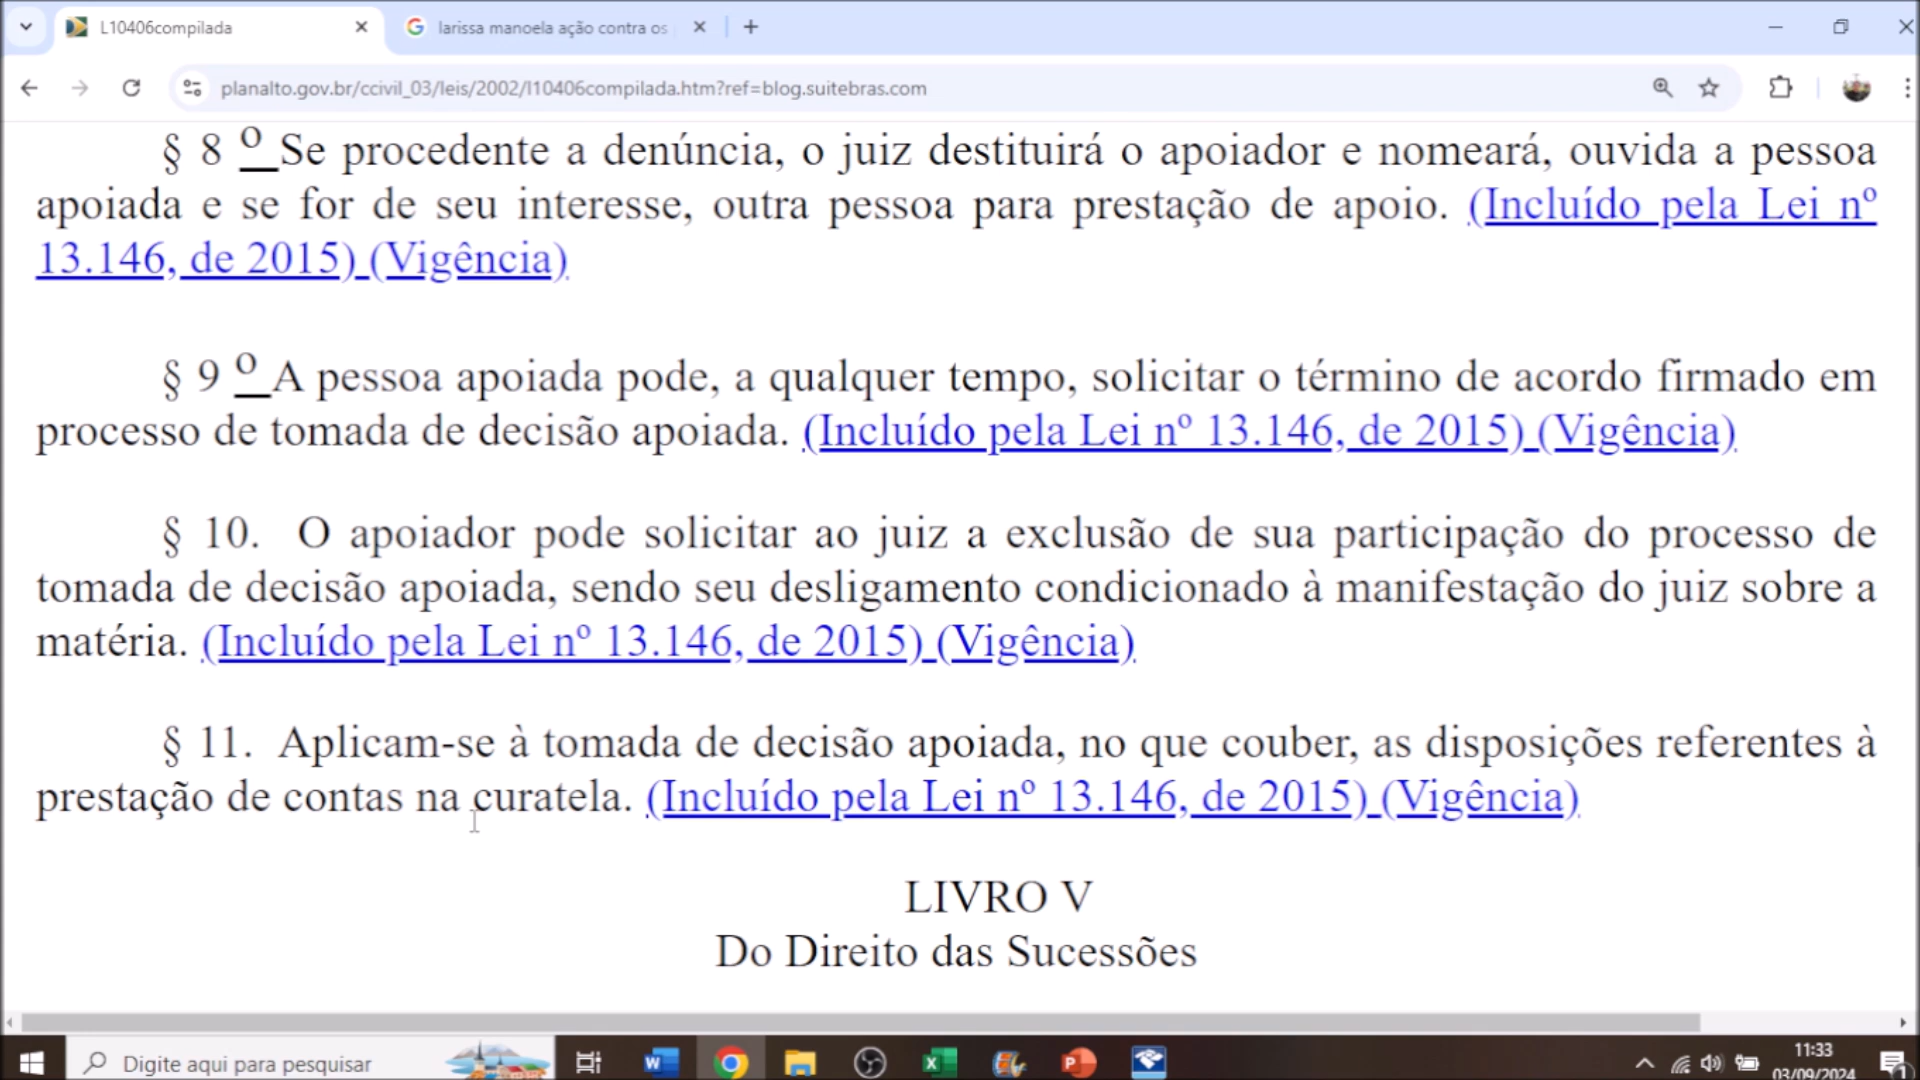 L10406compilada
larissa manoela ação contra os
planalto.gov.br/ccivil_03/leis/2002/l10406compilada.htm?ref=blog.suitebras.com
§ 8 º Se procedente a denúncia, o juiz destituirá o apoiador e nomeará, ouvida a pessoa
apoiada e se for de seu interesse, outra pessoa para prestação de apoio. (Incluído pela Lei nº
13.146, de 2015) (Vigência)
§ 9 º A pessoa apoiada pode, a qualquer tempo, solicitar o término de acordo firmado em
processo de tomada de decisão apoiada. (Incluído pela Lei nº 13.146, de 2015) (Vigência)
§ 10. O apoiador pode solicitar ao juiz a exclusão de sua participação do processo de
tomada de decisão apoiada, sendo seu desligamento condicionado à manifestação do juiz sobre a
matéria. (Incluído pela Lei nº 13.146, de 2015) (Vigência)
§ 11. Aplicam-se à tomada de decisão apoiada, no que couber, as disposições referentes à
prestação de contas na curatela. (Incluído pela Lei nº 13.146, de 2015) (Vigência)
LIVRO V
Do Direito das Sucessões
Digite aqui para pesquisar
11:33
03/09/2024